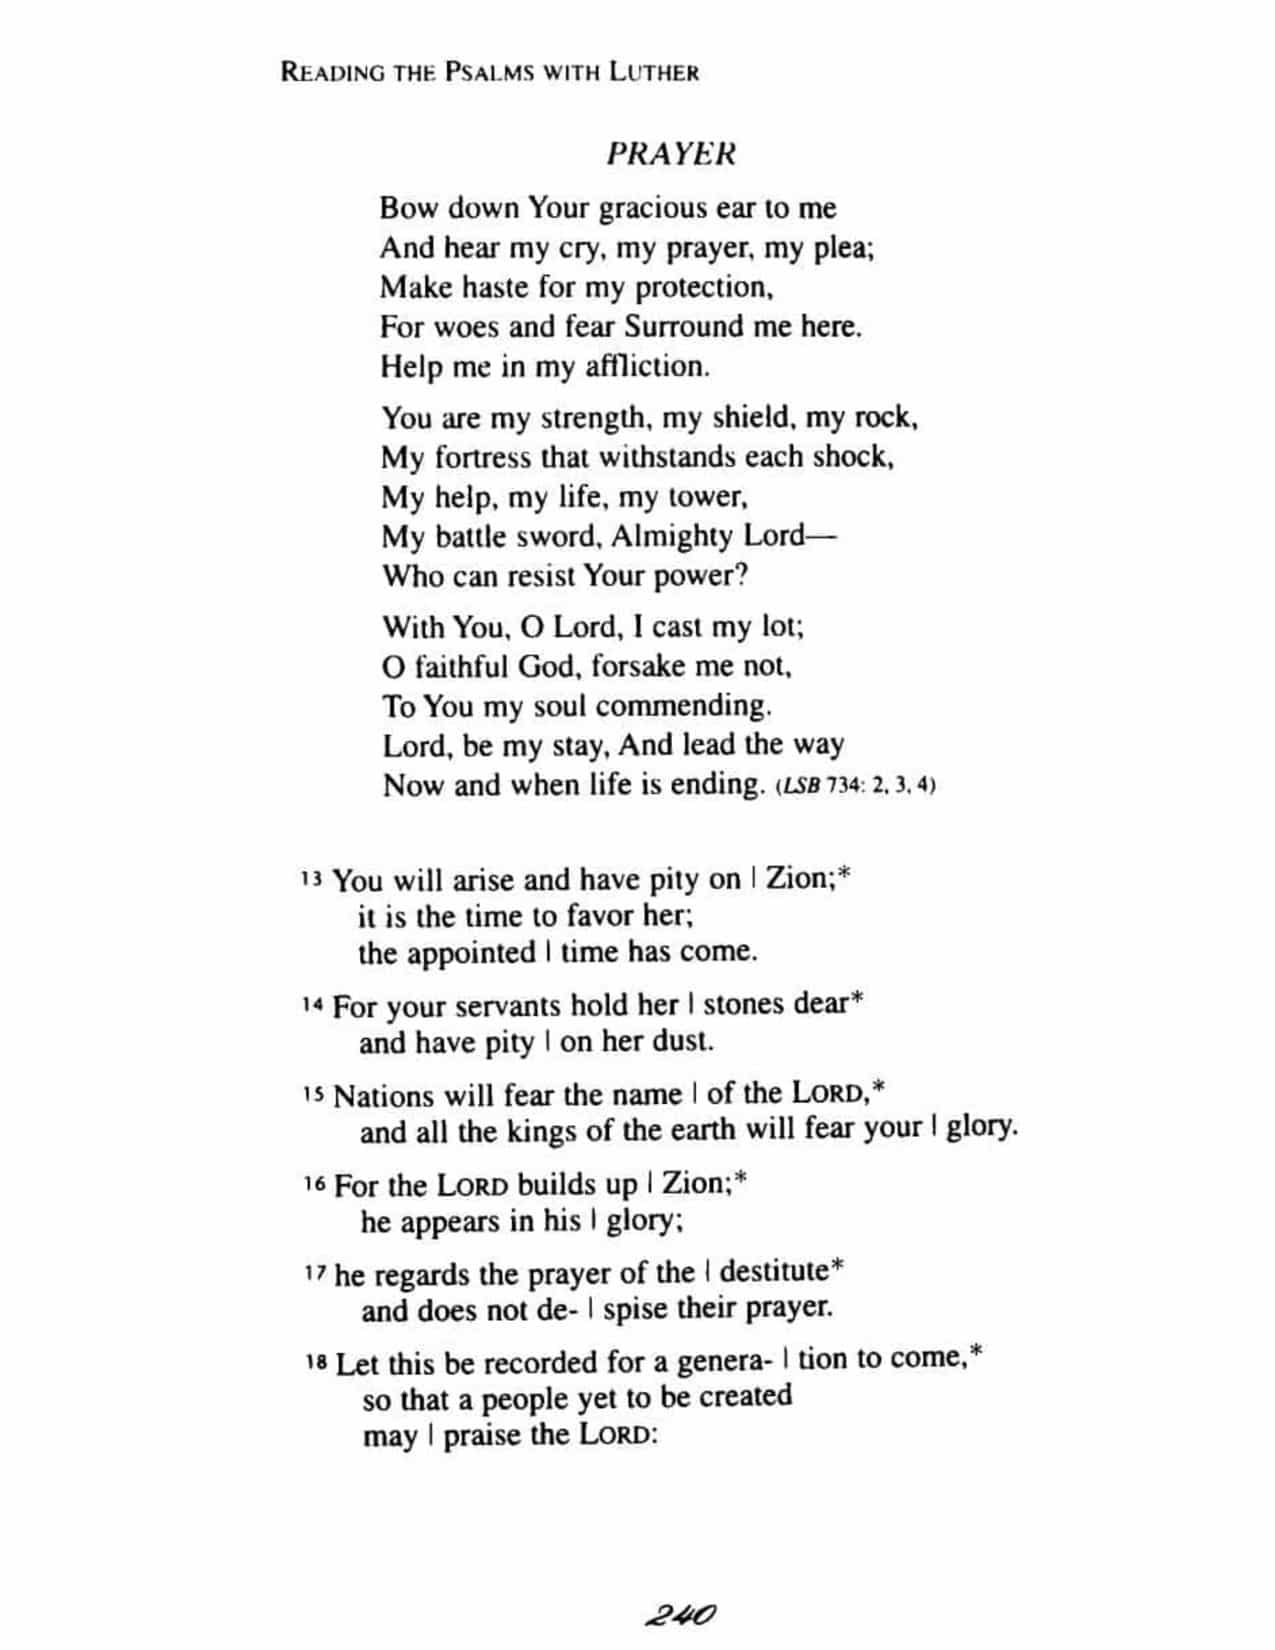 READING THE PSALMS WITH LUTHER
PRAYER
Bow down Your gracious ear to me
And hear my cry, my prayer, my plea;
Make haste for my protection,
For woes and fear Surround me here.
Help me in my affliction.
You are my strength, my shield, my rock,
My fortress that withstands each shock,
My help, my life, my tower,
My battle sword, Almighty Lord—
Who can resist Your power?
With You, O Lord, I cast my lot;
O faithful God, forsake me not,
To You my soul commending.
Lord, be my stay, And lead the way
Now and when life is ending. (LSB 734: 2, 3, 4)
13 You will arise and have pity on | Zion;*
it is the time to favor her;
the appointed | time has come.
14 For your servants hold her | stones dear*
and have pity | on her dust.
15 Nations will fear the name | of the LORD,*
and all the kings of the earth will fear your | glory.
16 For the LORD builds up | Zion;*
he appears in his | glory;
17 he regards the prayer of the | destitute*
and does not de- | spise their prayer.
18 Let this be recorded for a genera- | tion to come,*
so that a people yet to be created
may | praise the LORD:
240